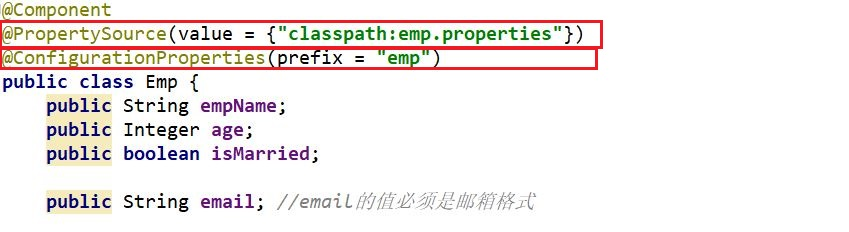 @Component
@PropertySource(value = {"classpath:emp.properties"})
@ConfigurationProperties(prefix = "emp")
public class Emp {
public String empName;
public Integer age;
public boolean isMarried;
public String email; //email的值必须是邮箱格式